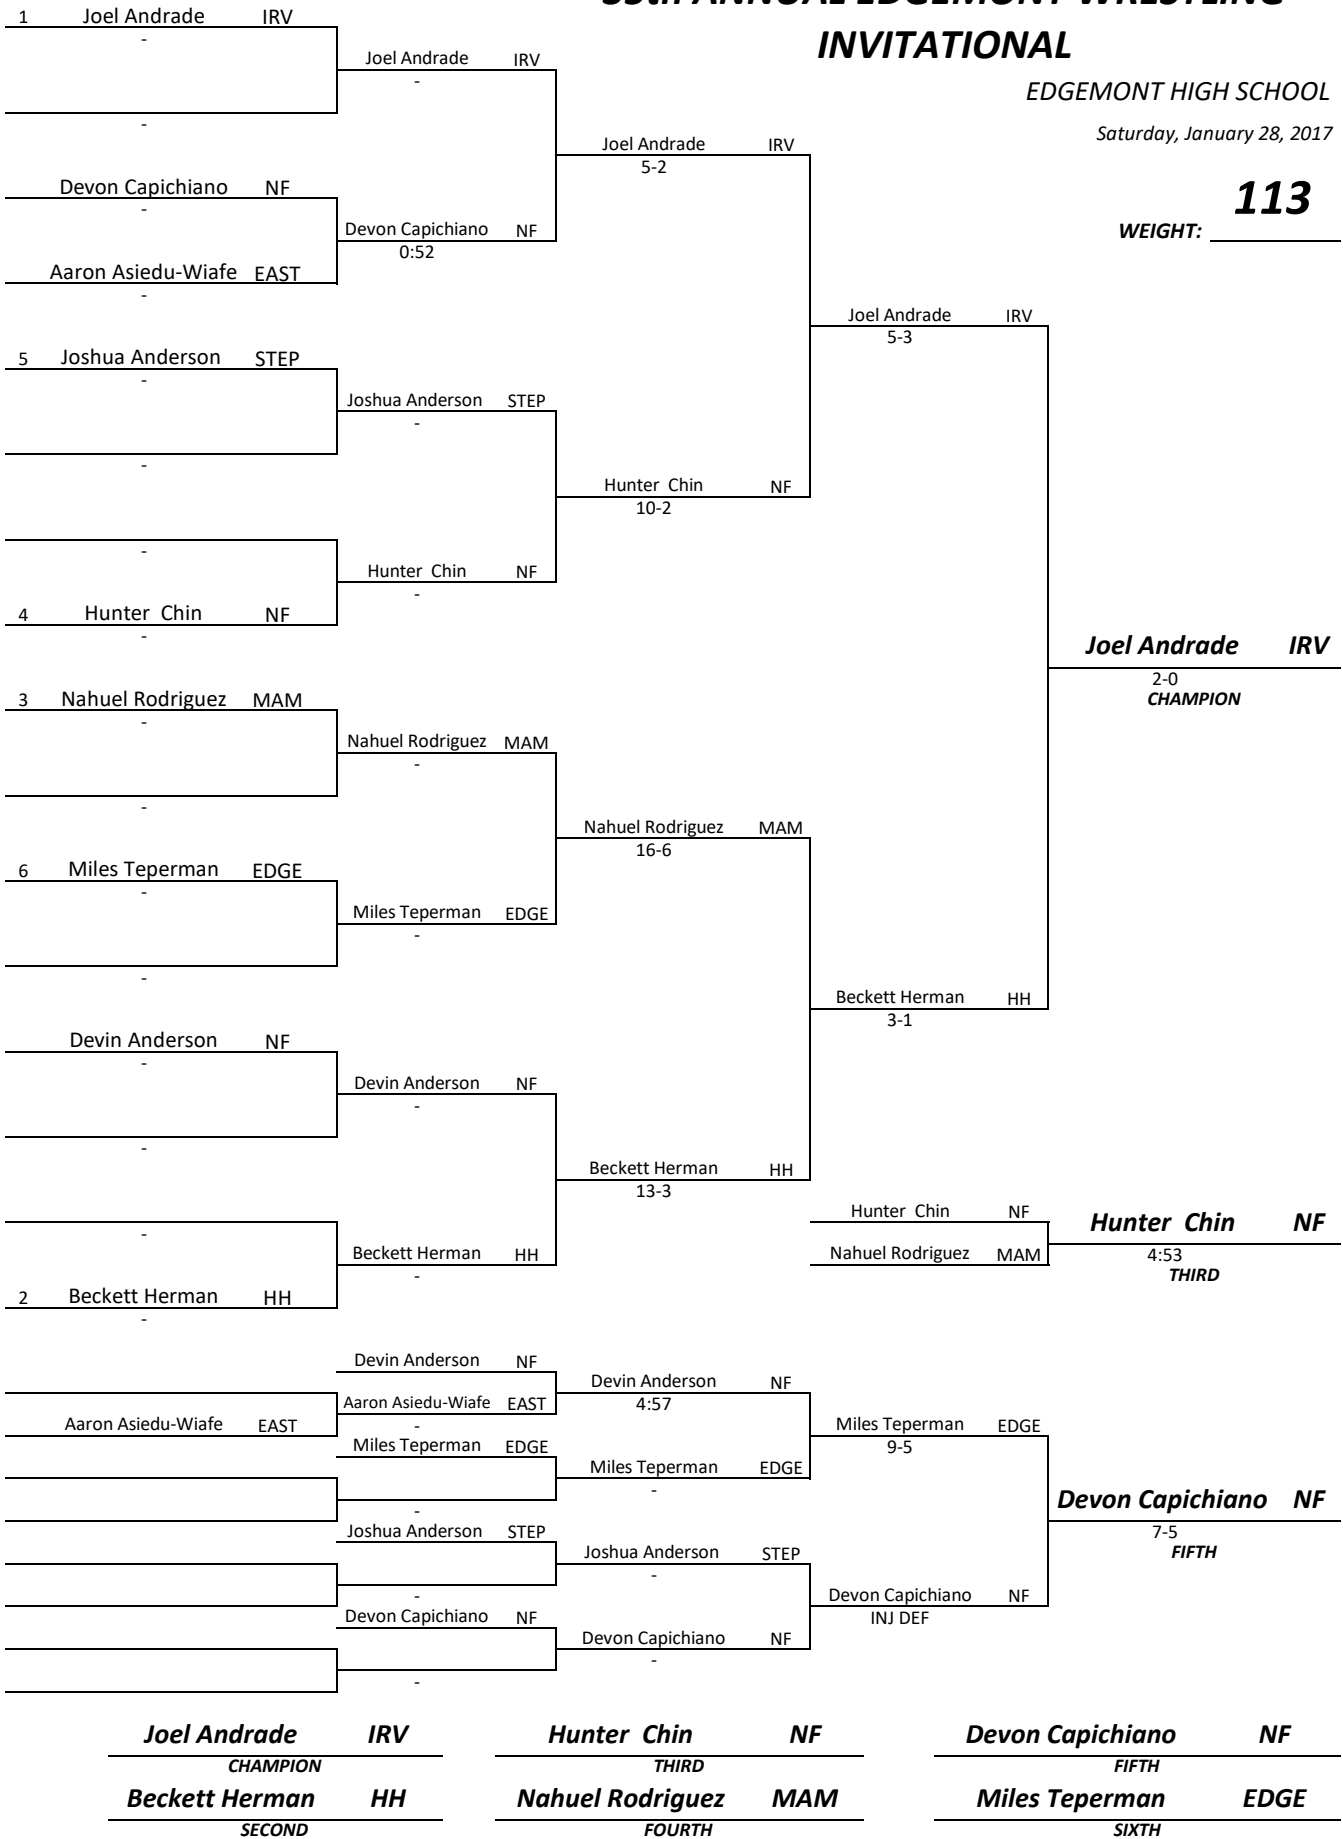 INVITATIONAL
EDGEMONT HIGH SCHOOL
Saturday, January 28, 2017
113
WEIGHT:
1 Joel Andrade IRV
-
Joel Andrade IRV
-
-
Joel Andrade IRV
5-2
Devon Capichiano NF
-
Devon Capichiano NF
0:52
Aaron Asiedu-Wiafe EAST
-
Joel Andrade IRV
5-3
5 Joshua Anderson STEP
-
Joshua Anderson STEP
-
-
Hunter Chin NF
10-2
-
Hunter Chin NF
-
4 Hunter Chin NF
-
Joel Andrade IRV
2-0
CHAMPION
3 Nahuel Rodriguez MAM
-
Nahuel Rodriguez MAM
-
-
Nahuel Rodriguez MAM
16-6
6 Miles Teperman EDGE
-
Miles Teperman EDGE
-
-
Beckett Herman HH
3-1
Devin Anderson NF
-
Devin Anderson NF
-
-
Beckett Herman HH
13-3
-
Beckett Herman HH
-
2 Beckett Herman HH
-
Hunter Chin NF
Nahuel Rodriguez MAM
Hunter Chin NF
4:53
THIRD
Devin Anderson NF
Aaron Asiedu-Wiafe EAST
-
Aaron Asiedu-Wiafe EAST
Devin Anderson NF
4:57
Miles Teperman EDGE
-
Miles Teperman EDGE
-
Miles Teperman EDGE
9-5
Joshua Anderson STEP
-
Joshua Anderson STEP
-
Devon Capichiano NF
-
Devon Capichiano NF
-
Devon Capichiano NF
INJ DEF
Devon Capichiano NF
7-5
FIFTH
Joel Andrade IRV
CHAMPION
Hunter Chin NF
THIRD
Devon Capichiano NF
FIFTH
Beckett Herman HH
SECOND
Nahuel Rodriguez MAM
FOURTH
Miles Teperman EDGE
SIXTH